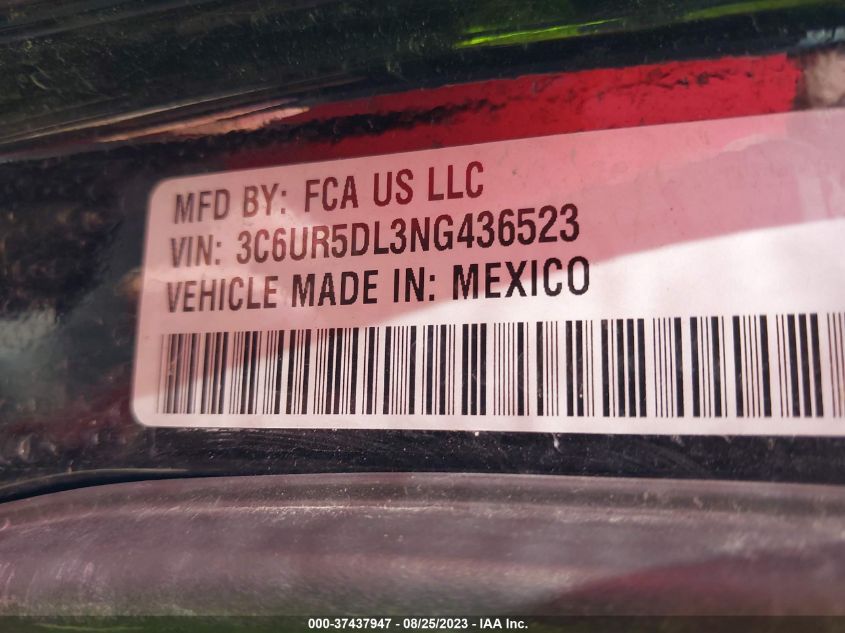 MFD BY: FCA US LLC
VIN: 3C6UR5DL3NG436523
VEHICLE MADE IN: MEXICO
000-37437947 - 08/25/2023 - IAA Inc.